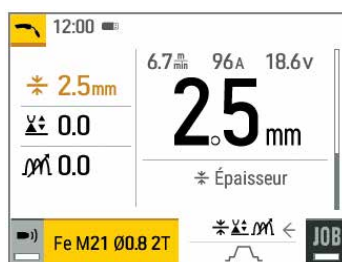 12:00
6.7 m/min 96A 18.6V
2.5mm
0.0
0.0
2.5 mm
Épaisseur
Fe M21 Ø0.8 2T
JOB